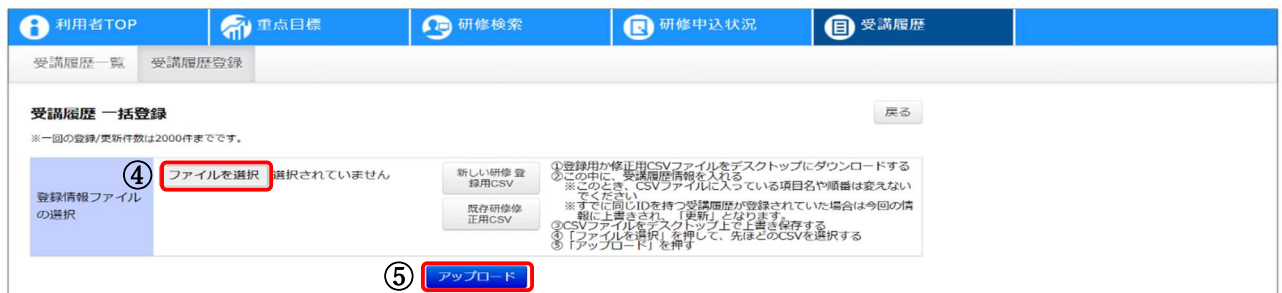 利用者TOP 重点目標 研修検索 研修申込状況 受講履歴
受講履歴一覧 受講履歴登録
受講履歴 一括登録 戻る
※一回の登録/更新件数は2000件までです。
登録情報ファイル
の選択
④ ファイルを選択 選択されていません
新しい研修 登
録用CSV
既存研修修
正用CSV
①登録用か修正用CSVファイルをデスクトップにダウンロードする
②この中に、受講履歴情報を入れる
※このとき、CSVファイルに入っている項目名や順番は変えない
でください
※すでに同じIDを持つ受講履歴が登録されていた場合は今回の情
報に上書きされ、「更新」となります。
③CSVファイルをデスクトップ上で上書き保存する
④「ファイルを選択」を押して、先ほどのCSVを選択する
⑤「アップロード」を押す
⑤ アップロード